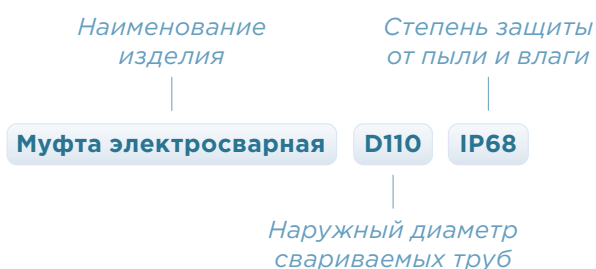 Наименование
изделия
Степень защиты
от пыли и влаги
Муфта электросварная D110 IP68
Наружный диаметр
свариваемых труб